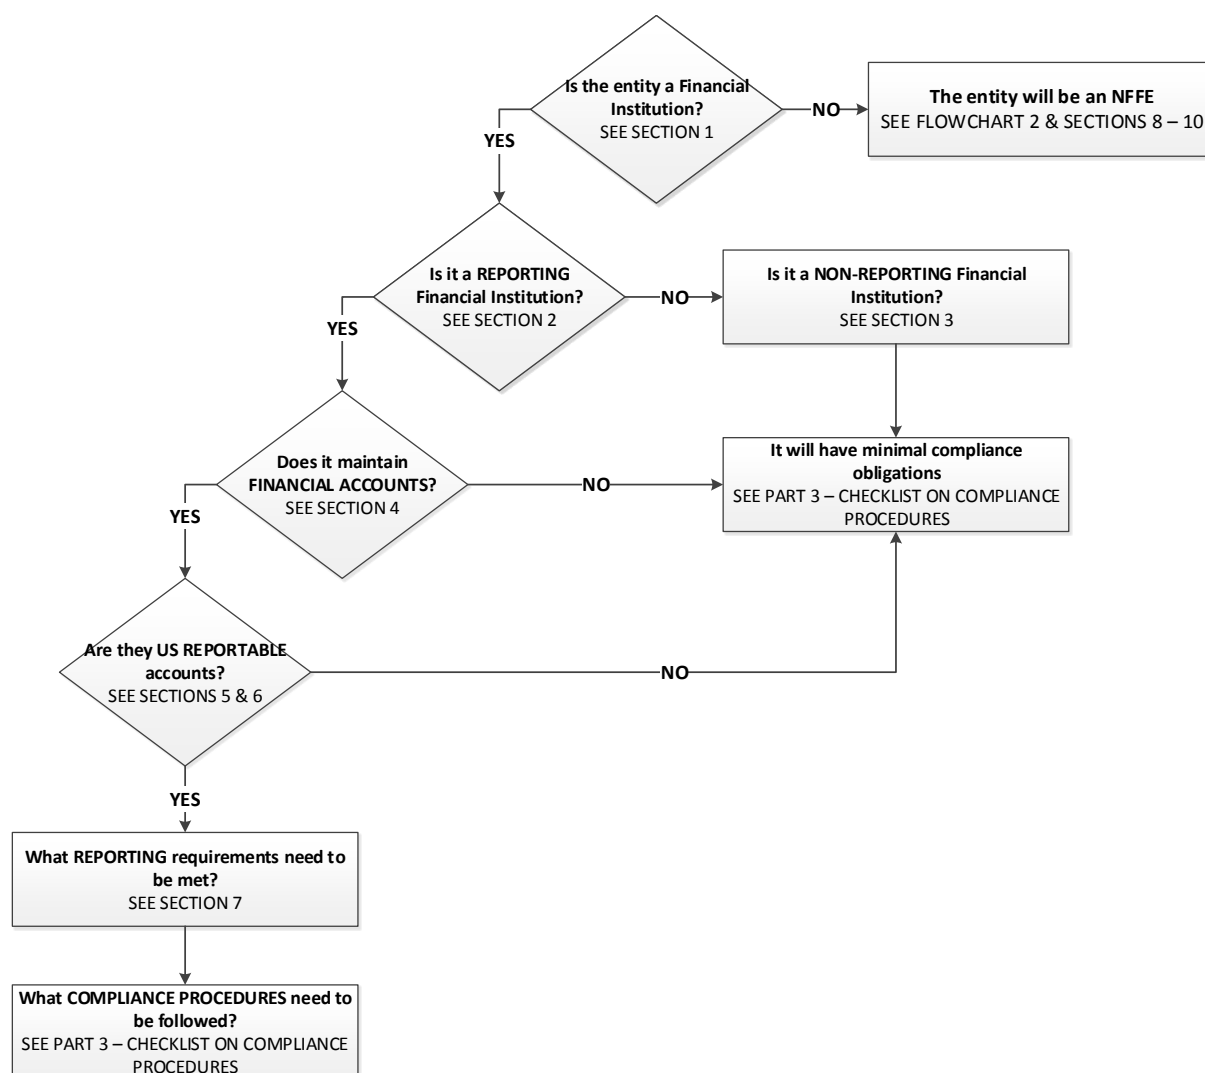 Is the entity a Financial
Institution?
SEE SECTION 1
NO
The entity will be an NFFE
SEE FLOWCHART 2 & SECTIONS 8 – 10
YES
Is it a REPORTING
Financial Institution?
SEE SECTION 2
NO
Is it a NON-REPORTING Financial
Institution?
SEE SECTION 3
YES
Does it maintain
FINANCIAL ACCOUNTS?
SEE SECTION 4
NO
It will have minimal compliance
obligations
SEE PART 3 – CHECKLIST ON COMPLIANCE
PROCEDURES
YES
Are they US REPORTABLE
accounts?
SEE SECTIONS 5 & 6
NO
YES
What REPORTING requirements need to
be met?
SEE SECTION 7
What COMPLIANCE PROCEDURES need to
be followed?
SEE PART 3 – CHECKLIST ON COMPLIANCE
PROCEDURES